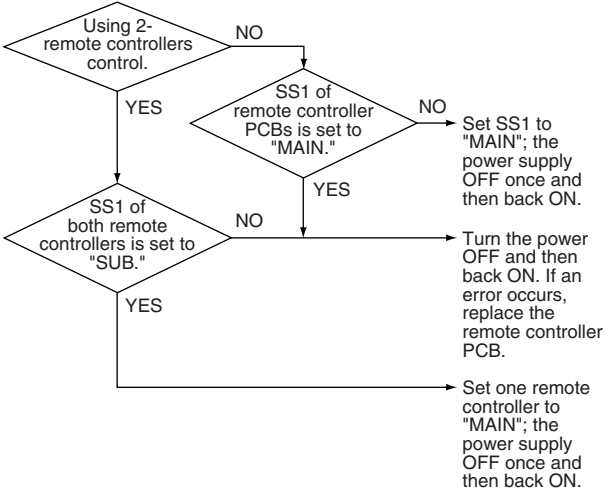 Using 2-
remote controllers
control.
NO
YES
SS1 of
remote controller
PCBs is set to
"MAIN."
NO
Set SS1 to
"MAIN"; the
power supply
OFF once and
then back ON.
YES
SS1 of
both remote
controllers is set to
"SUB."
NO
Turn the power
OFF and then
back ON. If an
error occurs,
replace the
remote controller
PCB.
YES
Set one remote
controller to
"MAIN"; the
power supply
OFF once and
then back ON.